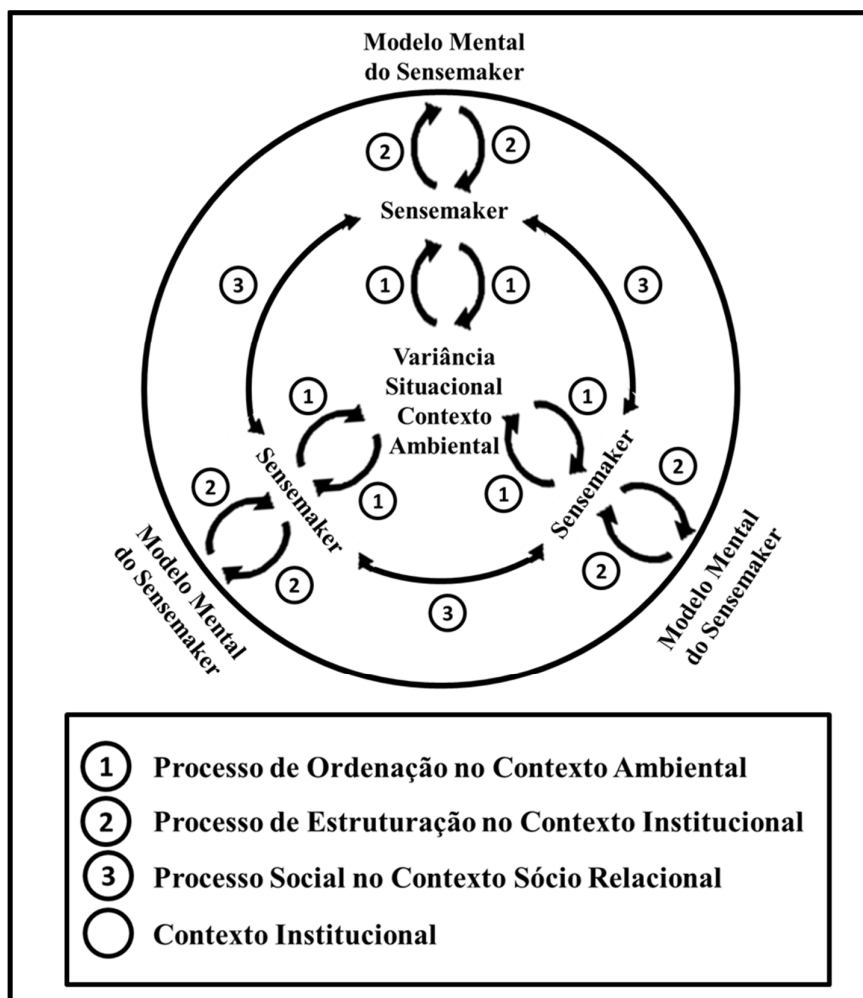 Modelo Mental
do Sensemaker
2
2
Sensemaker
3
1
1
3
Variância
Situacional
Contexto
Ambiental
1
1
Sensemaker
Sensemaker
2
1
1
2
Modelo Mental
do Sensemaker
2
3
2
Modelo Mental
do Sensemaker
1 Processo de Ordenação no Contexto Ambiental
2 Processo de Estruturação no Contexto Institucional
3 Processo Social no Contexto Sócio Relacional
Contexto Institucional